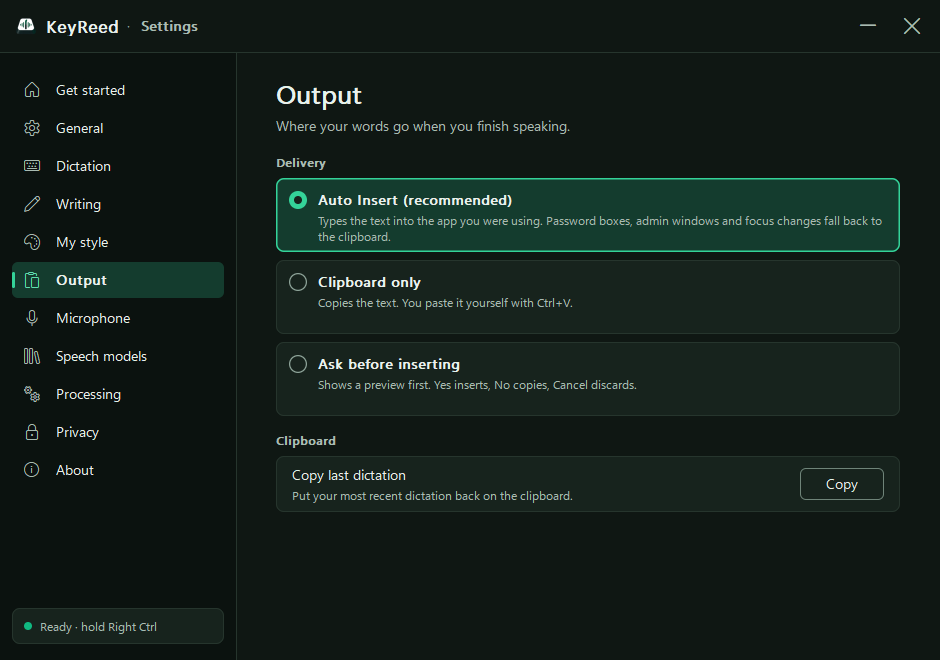 KeyReed · Settings
Get started
General
Dictation
Writing
My style
Output
Microphone
Speech models
Processing
Privacy
About
Ready · hold Right Ctrl
Output
Where your words go when you finish speaking.
Delivery
Auto Insert (recommended)
Types the text into the app you were using. Password boxes, admin windows and focus changes fall back to
the clipboard.
Clipboard only
Copies the text. You paste it yourself with Ctrl+V.
Ask before inserting
Shows a preview first. Yes inserts, No copies, Cancel discards.
Clipboard
Copy last dictation
Put your most recent dictation back on the clipboard.
Copy